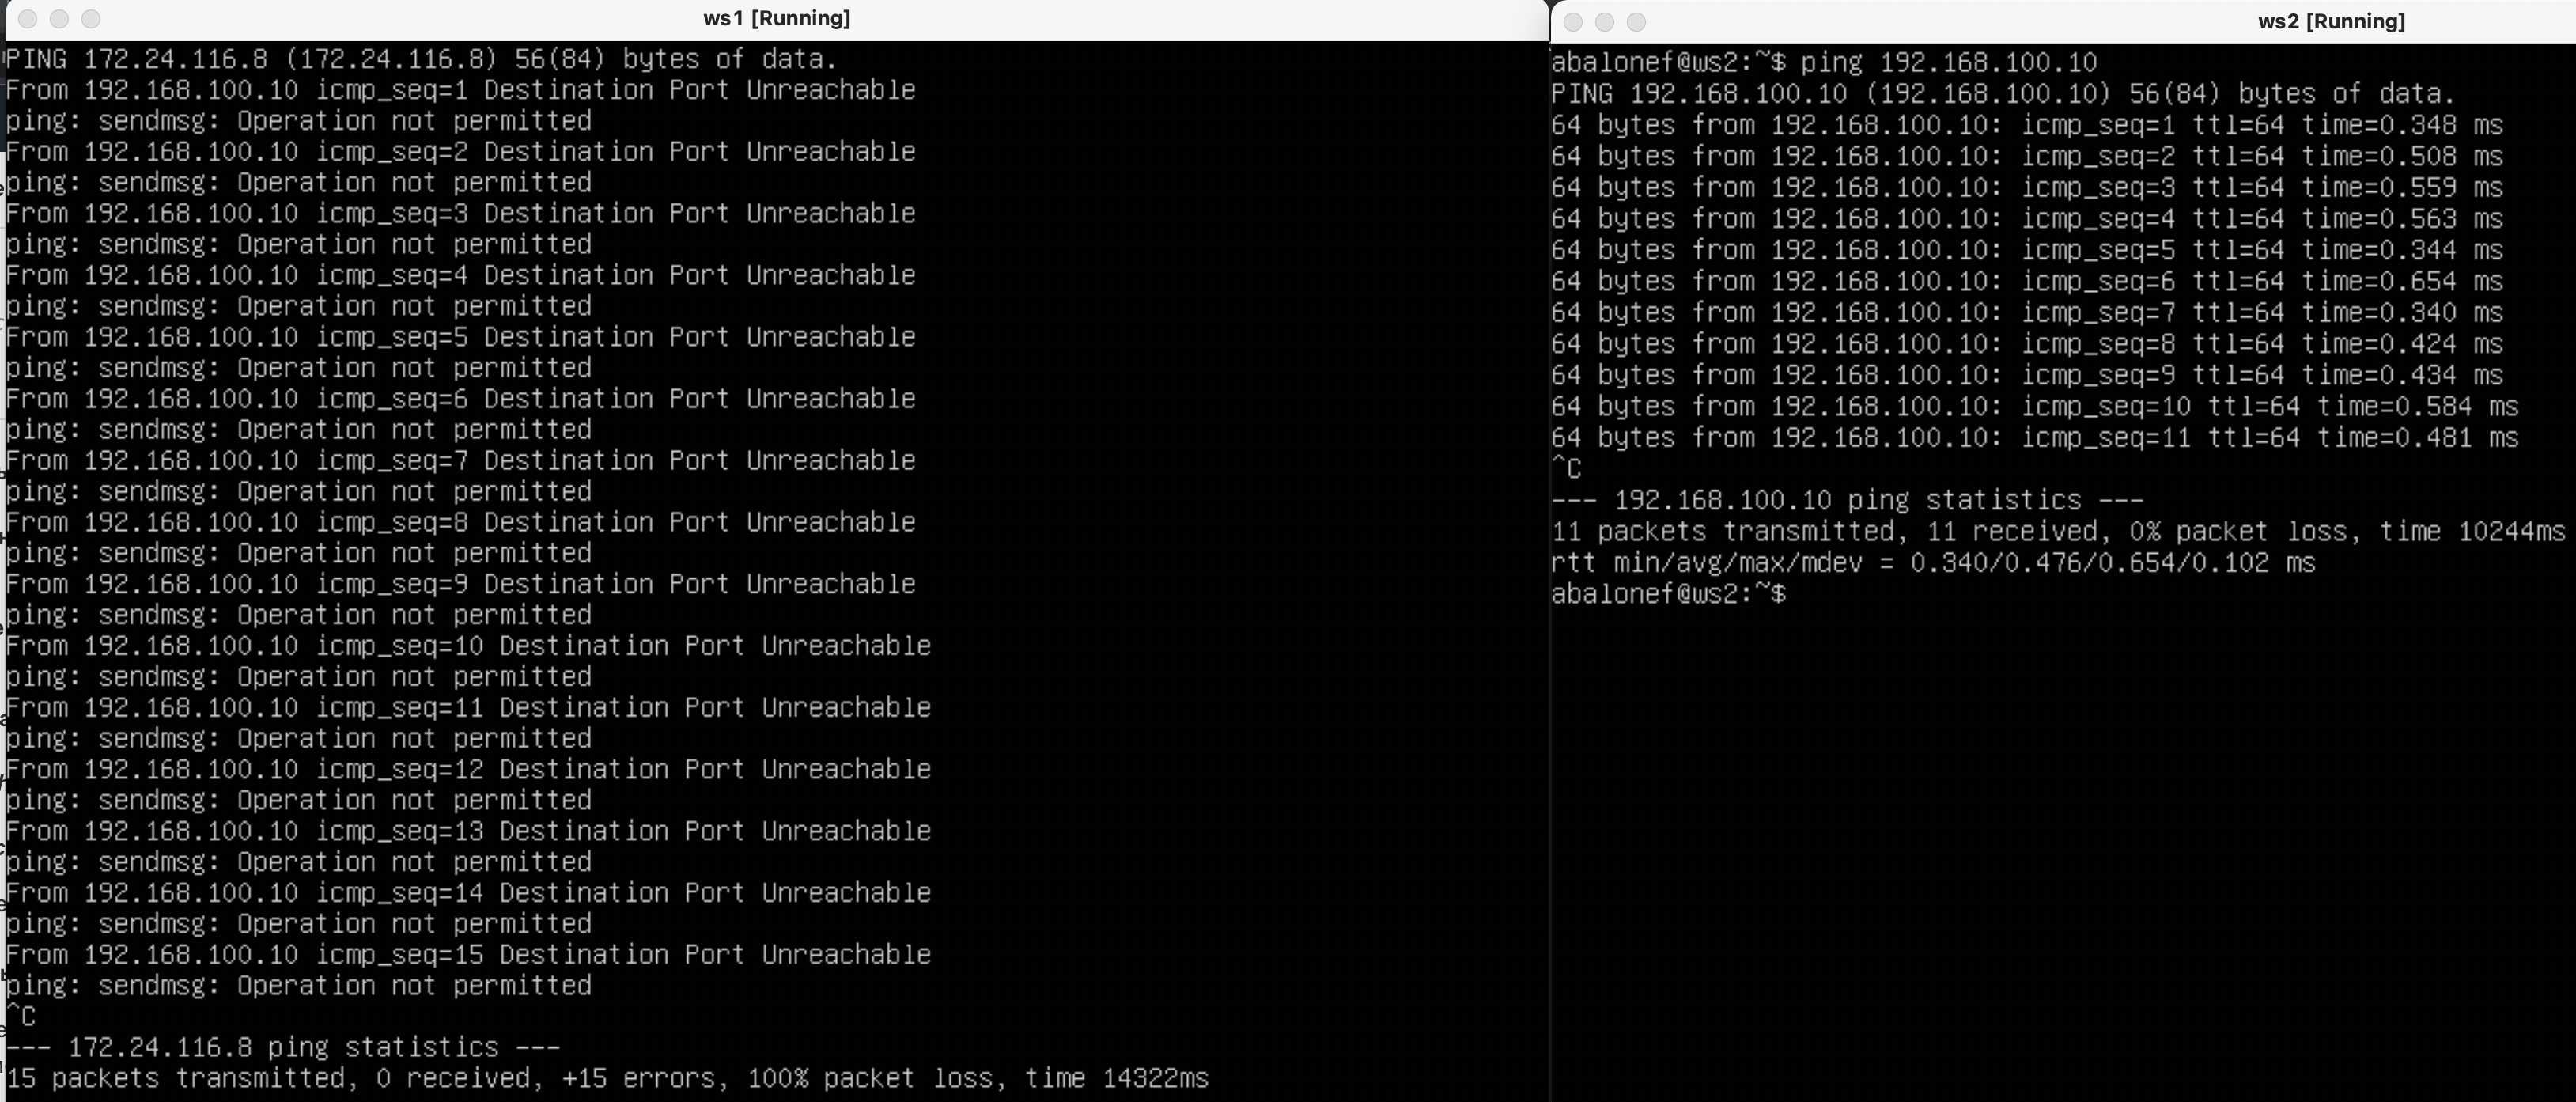 ws1 [Running]
PING 172.24.116.8 (172.24.116.8) 56(84) bytes of data.
From 192.168.100.10 icmp_seq=1 Destination Port Unreachable
ping: sendmsg: Operation not permitted
From 192.168.100.10 icmp_seq=2 Destination Port Unreachable
ping: sendmsg: Operation not permitted
From 192.168.100.10 icmp_seq=3 Destination Port Unreachable
ping: sendmsg: Operation not permitted
From 192.168.100.10 icmp_seq=4 Destination Port Unreachable
ping: sendmsg: Operation not permitted
From 192.168.100.10 icmp_seq=5 Destination Port Unreachable
ping: sendmsg: Operation not permitted
From 192.168.100.10 icmp_seq=6 Destination Port Unreachable
ping: sendmsg: Operation not permitted
From 192.168.100.10 icmp_seq=7 Destination Port Unreachable
ping: sendmsg: Operation not permitted
From 192.168.100.10 icmp_seq=8 Destination Port Unreachable
ping: sendmsg: Operation not permitted
From 192.168.100.10 icmp_seq=9 Destination Port Unreachable
ping: sendmsg: Operation not permitted
From 192.168.100.10 icmp_seq=10 Destination Port Unreachable
ping: sendmsg: Operation not permitted
From 192.168.100.10 icmp_seq=11 Destination Port Unreachable
ping: sendmsg: Operation not permitted
From 192.168.100.10 icmp_seq=12 Destination Port Unreachable
ping: sendmsg: Operation not permitted
From 192.168.100.10 icmp_seq=13 Destination Port Unreachable
ping: sendmsg: Operation not permitted
From 192.168.100.10 icmp_seq=14 Destination Port Unreachable
ping: sendmsg: Operation not permitted
From 192.168.100.10 icmp_seq=15 Destination Port Unreachable
ping: sendmsg: Operation not permitted
^C
--- 172.24.116.8 ping statistics ---
15 packets transmitted, 0 received, +15 errors, 100% packet loss, time 14322ms
ws2 [Running]
abalonef@ws2:~$ ping 192.168.100.10
PING 192.168.100.10 (192.168.100.10) 56(84) bytes of data.
64 bytes from 192.168.100.10: icmp_seq=1 ttl=64 time=0.348 ms
64 bytes from 192.168.100.10: icmp_seq=2 ttl=64 time=0.508 ms
64 bytes from 192.168.100.10: icmp_seq=3 ttl=64 time=0.559 ms
64 bytes from 192.168.100.10: icmp_seq=4 ttl=64 time=0.563 ms
64 bytes from 192.168.100.10: icmp_seq=5 ttl=64 time=0.344 ms
64 bytes from 192.168.100.10: icmp_seq=6 ttl=64 time=0.654 ms
64 bytes from 192.168.100.10: icmp_seq=7 ttl=64 time=0.340 ms
64 bytes from 192.168.100.10: icmp_seq=8 ttl=64 time=0.424 ms
64 bytes from 192.168.100.10: icmp_seq=9 ttl=64 time=0.434 ms
64 bytes from 192.168.100.10: icmp_seq=10 ttl=64 time=0.584 ms
64 bytes from 192.168.100.10: icmp_seq=11 ttl=64 time=0.481 ms
^C
--- 192.168.100.10 ping statistics ---
11 packets transmitted, 11 received, 0% packet loss, time 10244ms
rtt min/avg/max/mdev = 0.340/0.476/0.654/0.102 ms
abalonef@ws2:~$